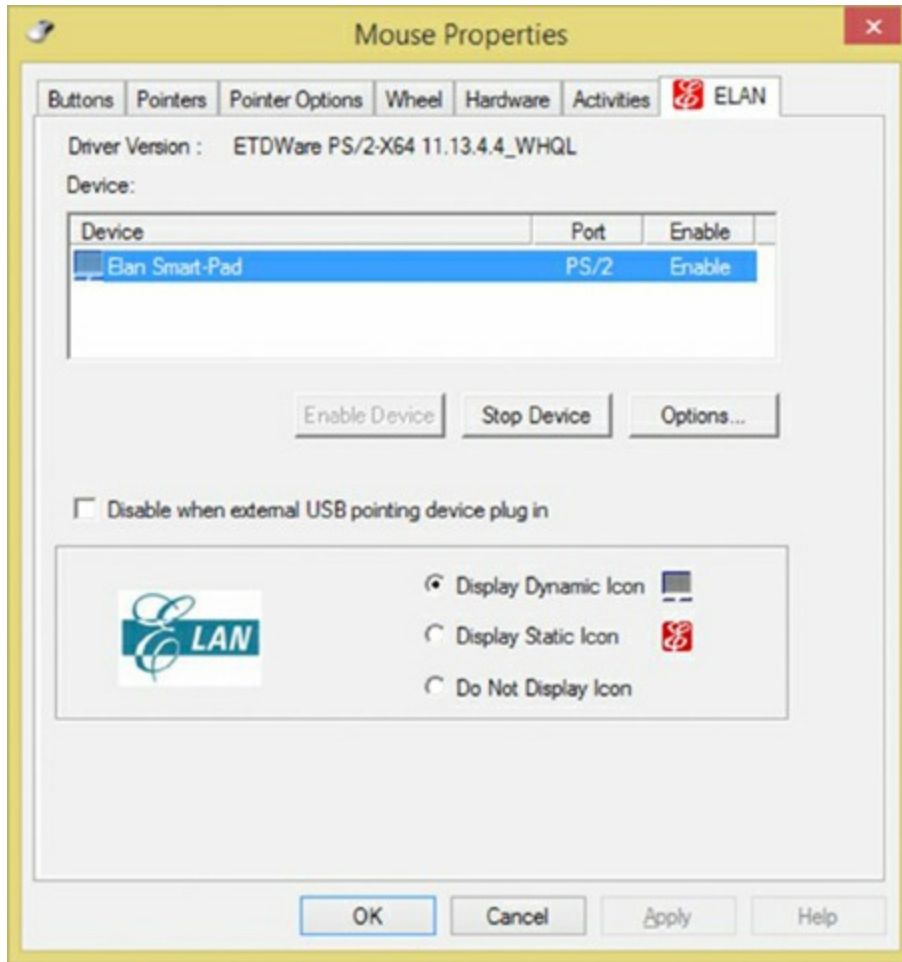 Mouse Properties
Buttons Pointers Pointer Options Wheel Hardware Activities ELAN
Driver Version : ETDWare PS/2-X64 11.13.4.4_WHQL
Device:
Device Port Enable
Elan Smart-Pad PS/2 Enable
Enable Device Stop Device Options...
Disable when external USB pointing device plug in
Display Dynamic Icon
ELAN
Display Static Icon
Do Not Display Icon
OK Cancel Apply Help